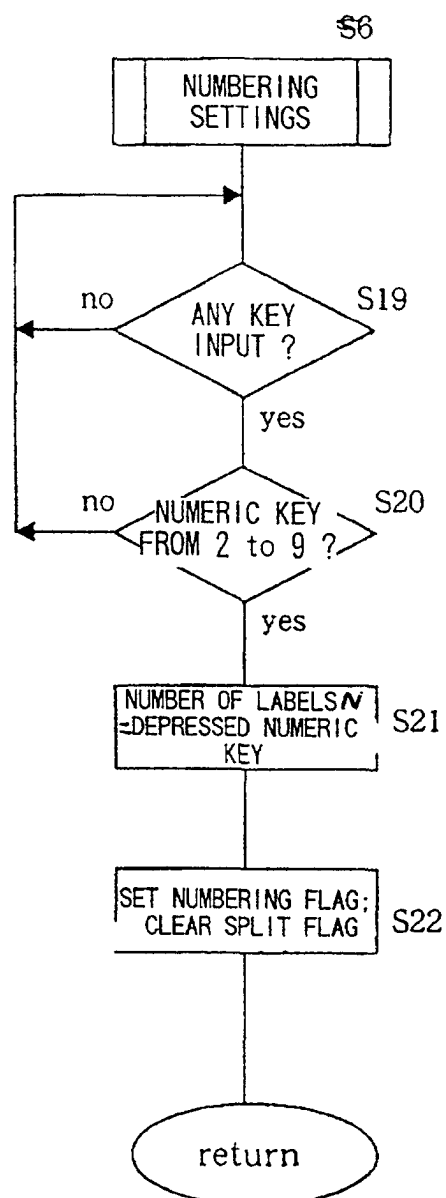 S6
NUMBERING
SETTINGS
no
ANY KEY
INPUT ?
S19
yes
no
NUMERIC KEY
FROM 2 to 9 ?
S20
yes
NUMBER OF LABELS N
=DEPRESSED NUMERIC
KEY
S21
SET NUMBERING FLAG:
CLEAR SPLIT FLAG
S22
return